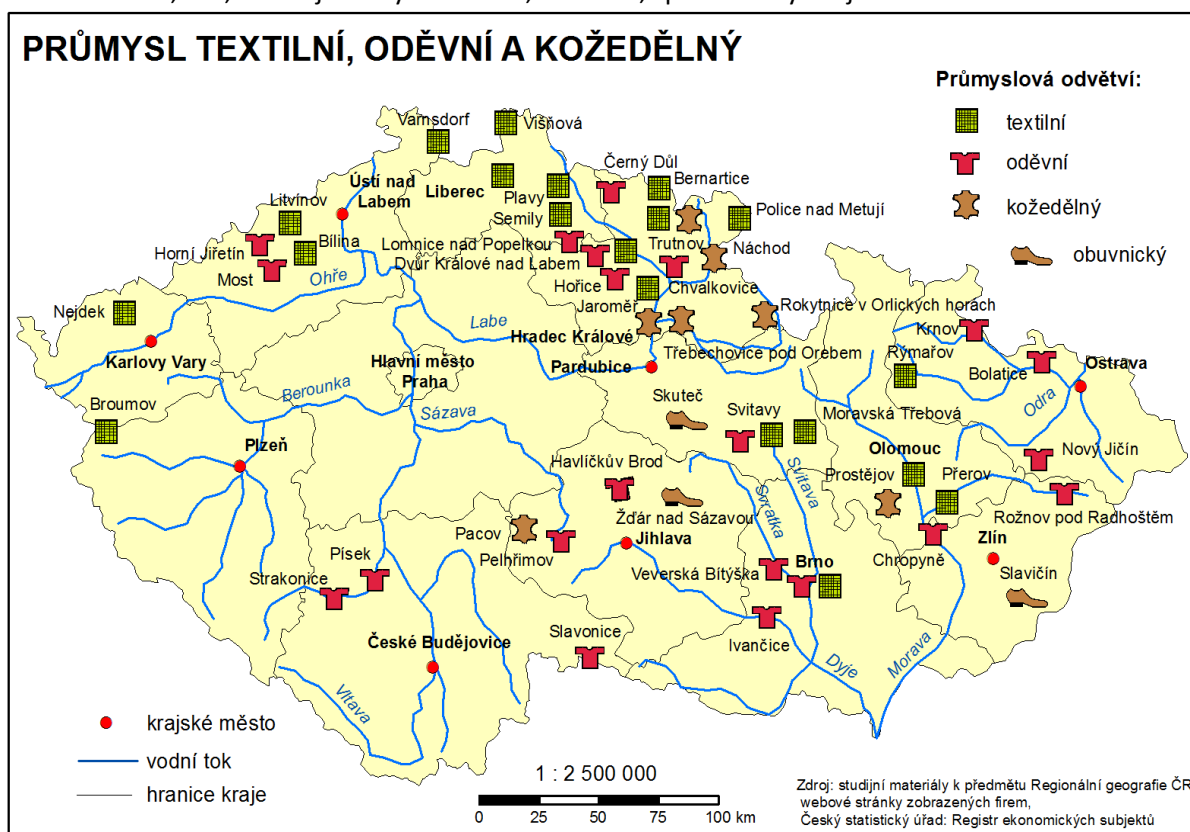 PRŮMYSL TEXTILNÍ, ODĚVNÍ A KOŽEDĚLNÝ
Průmyslová odvětví:
textilní
oděvní
kožedělný
obuvnický
Varnsdorf
Višňová
Černý Důl
Bernartice
Ústí nad
Labem
Liberec
Plavy
Semily
Police nad Metují
Litvínov
Bílina
Horní Jiřetín
Most
Lomnice nad Popelkou
Trutnov
Náchod
Dvůr Králové nad Labem
Ohře
Hořice
Chvalkovice
Jaroměř
Rokytnice v Orlických horách
Nejdek
Labe
Hradec Králové
Krnov
Karlovy Vary
Třebechovice pod Orebem
Rýmařov
Hlavní město
Praha
Pardubice
Bolatice
Ostrava
Berounka
Broumov
Sázava
Skuteč
Svitavy
Moravská Třebová
Odra
Plzeň
Olomouc
Nový Jičín
Havlíčkův Brod
Svitava
Prostějov
Přerov
Svratka
Žďár nad Sázavou
Rožnov pod Radhoštěm
Pacov
Jihlava
Zlín
Písek
Pelhřimov
Chropyně
Strakonice
Veverská Bítýška
Brno
Slavičín
České Budějovice
Slavonice
Ivančice
Dyje
Morava
Vltava
krajské město
vodní tok
hranice kraje
1 : 2 500 000
0 25 50 75 100 km
Zdroj: studijní materiály k předmětu Regionální geografie ČR
webové stránky zobrazených firem,
Český statistický úřad: Registr ekonomických subjektů